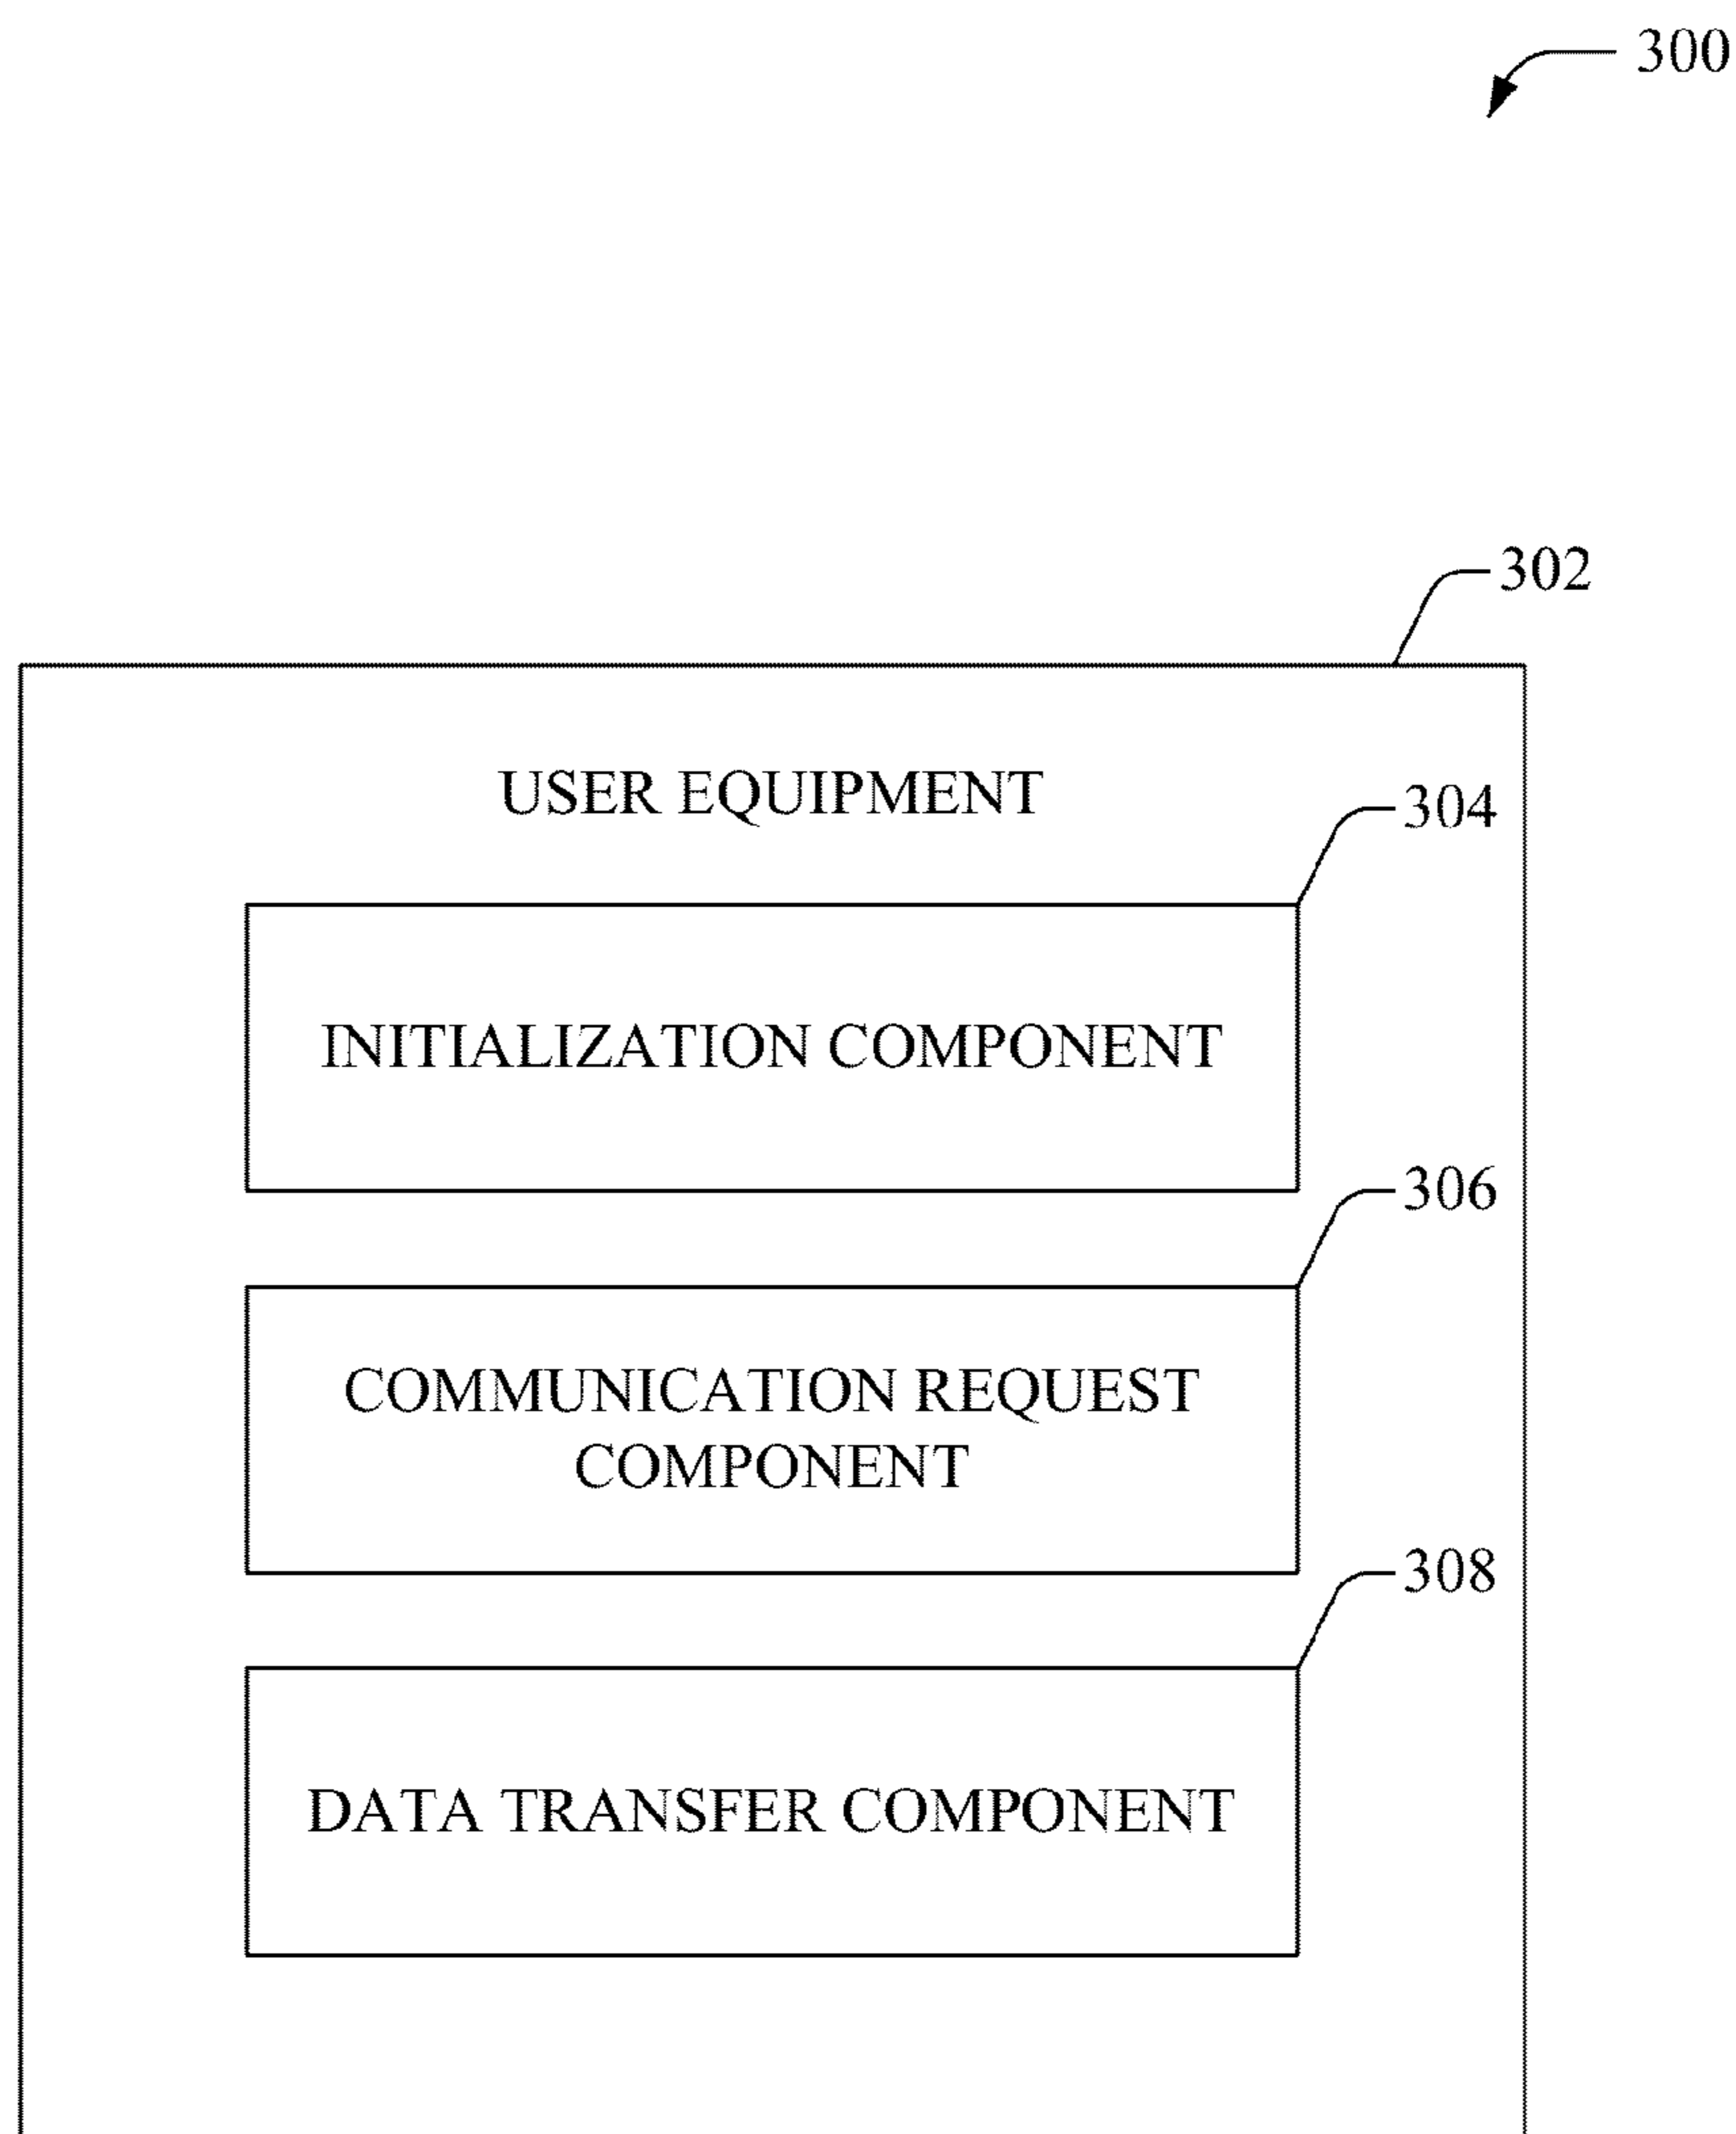 300
302
USER EQUIPMENT
304
INITIALIZATION COMPONENT
306
COMMUNICATION REQUEST
COMPONENT
308
DATA TRANSFER COMPONENT